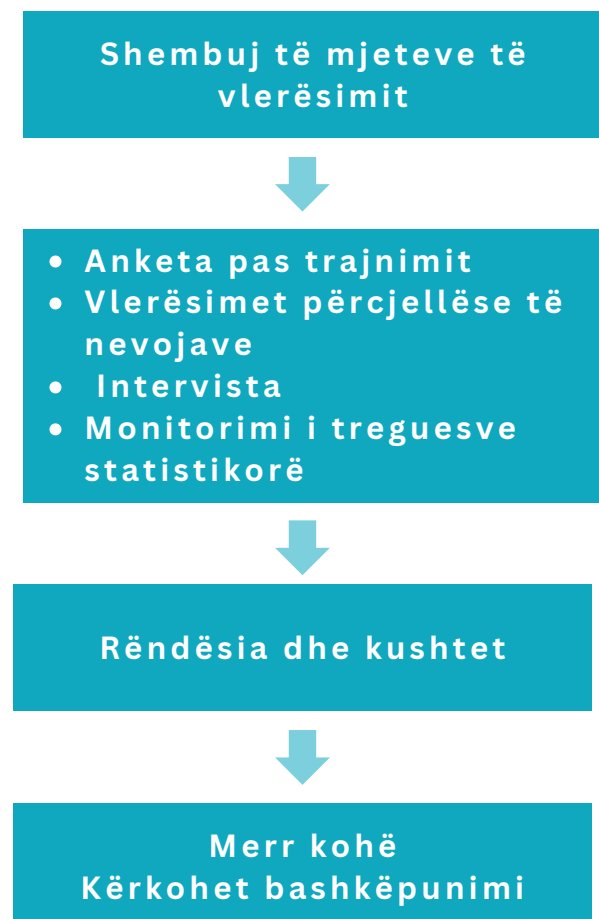 Shembuj të mjeteve të
vlerësimit
• Anketa pas trajnimit
• Vlerësimet përcjellëse të
nevojave
• Intervista
• Monitorimi i treguesve
statistikorë
Rëndësia dhe kushtet
Merr kohë
Kërkohet bashkëpunimi